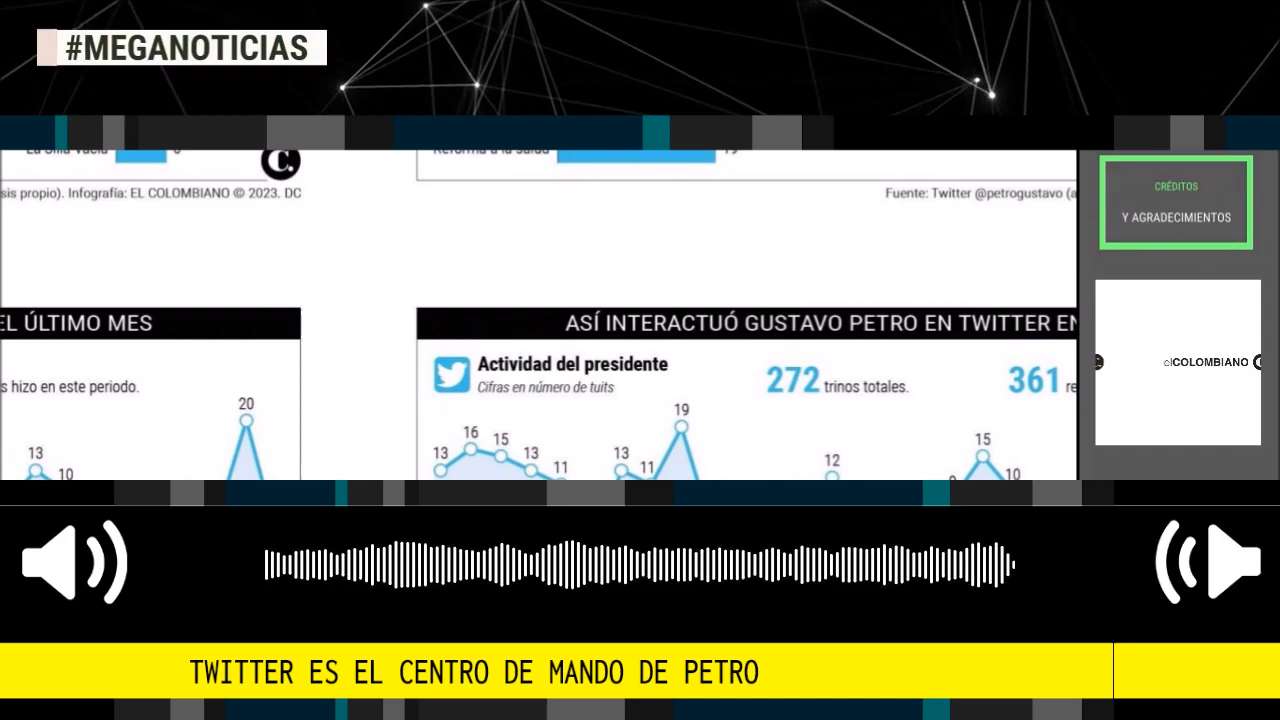 #MEGANOTICIAS
La Silla Vacía
Reforma a la salud 19
sis propio). Infografía: EL COLOMBIANO © 2023. DC
Fuente: Twitter @petrogustavo (a
CRÉDITOS
Y AGRADECIMIENTOS
EL ÚLTIMO MES
ASÍ INTERACTUÓ GUSTAVO PETRO EN TWITTER EN
s hizo en este periodo.
Actividad del presidente
Cifras en número de tuits
272 trinos totales.
361 re
elCOLOMBIANO
20
13
10
13
16
15
13
11
13
11
19
12
15
10
TWITTER ES EL CENTRO DE MANDO DE PETRO